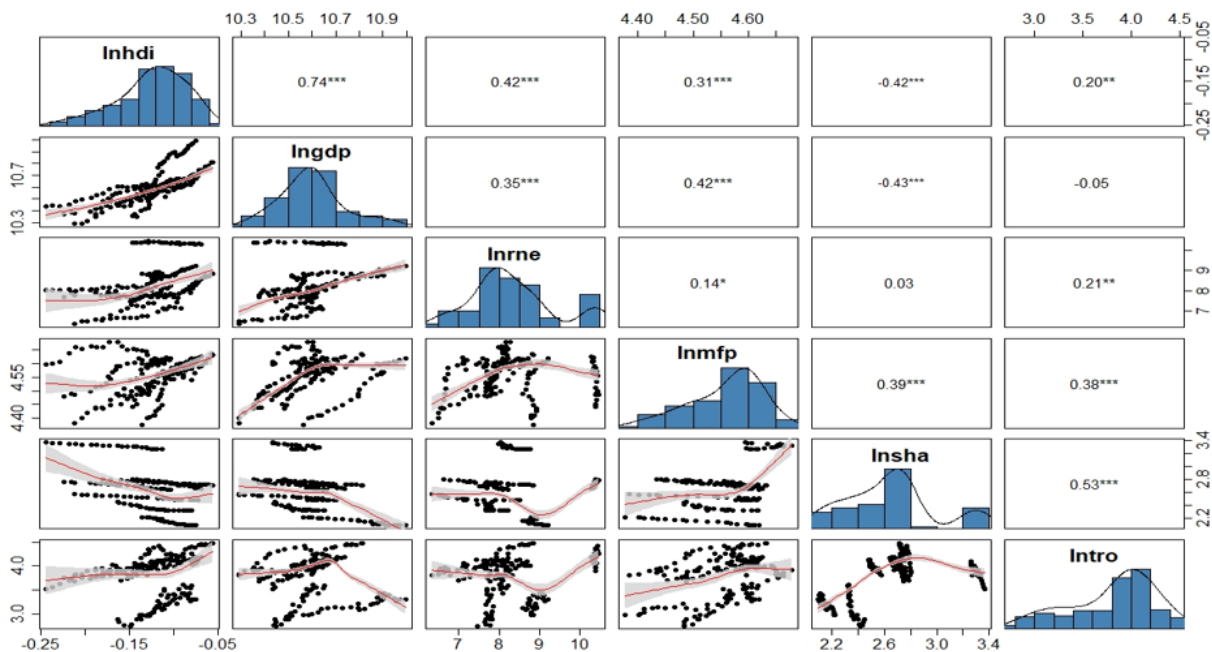 10.3 10.5 10.7 10.9 4.40 4.50 4.60 3.0 3.5 4.0 4.5
lnhdi 0.74*** 0.42*** 0.31*** -0.42*** 0.20** -0.25 -0.15 -0.05
10.3 10.7 lngdp 0.35*** 0.42*** -0.43*** -0.05
lnrne 0.14* 0.03 0.21** 7 8 9
4.40 4.55 lnmfp 0.39*** 0.38***
lnsha 0.53*** 2.2 2.8 3.4
3.0 4.0 lntro
-0.25 -0.15 -0.05 7 8 9 10 2.2 2.6 3.0 3.4